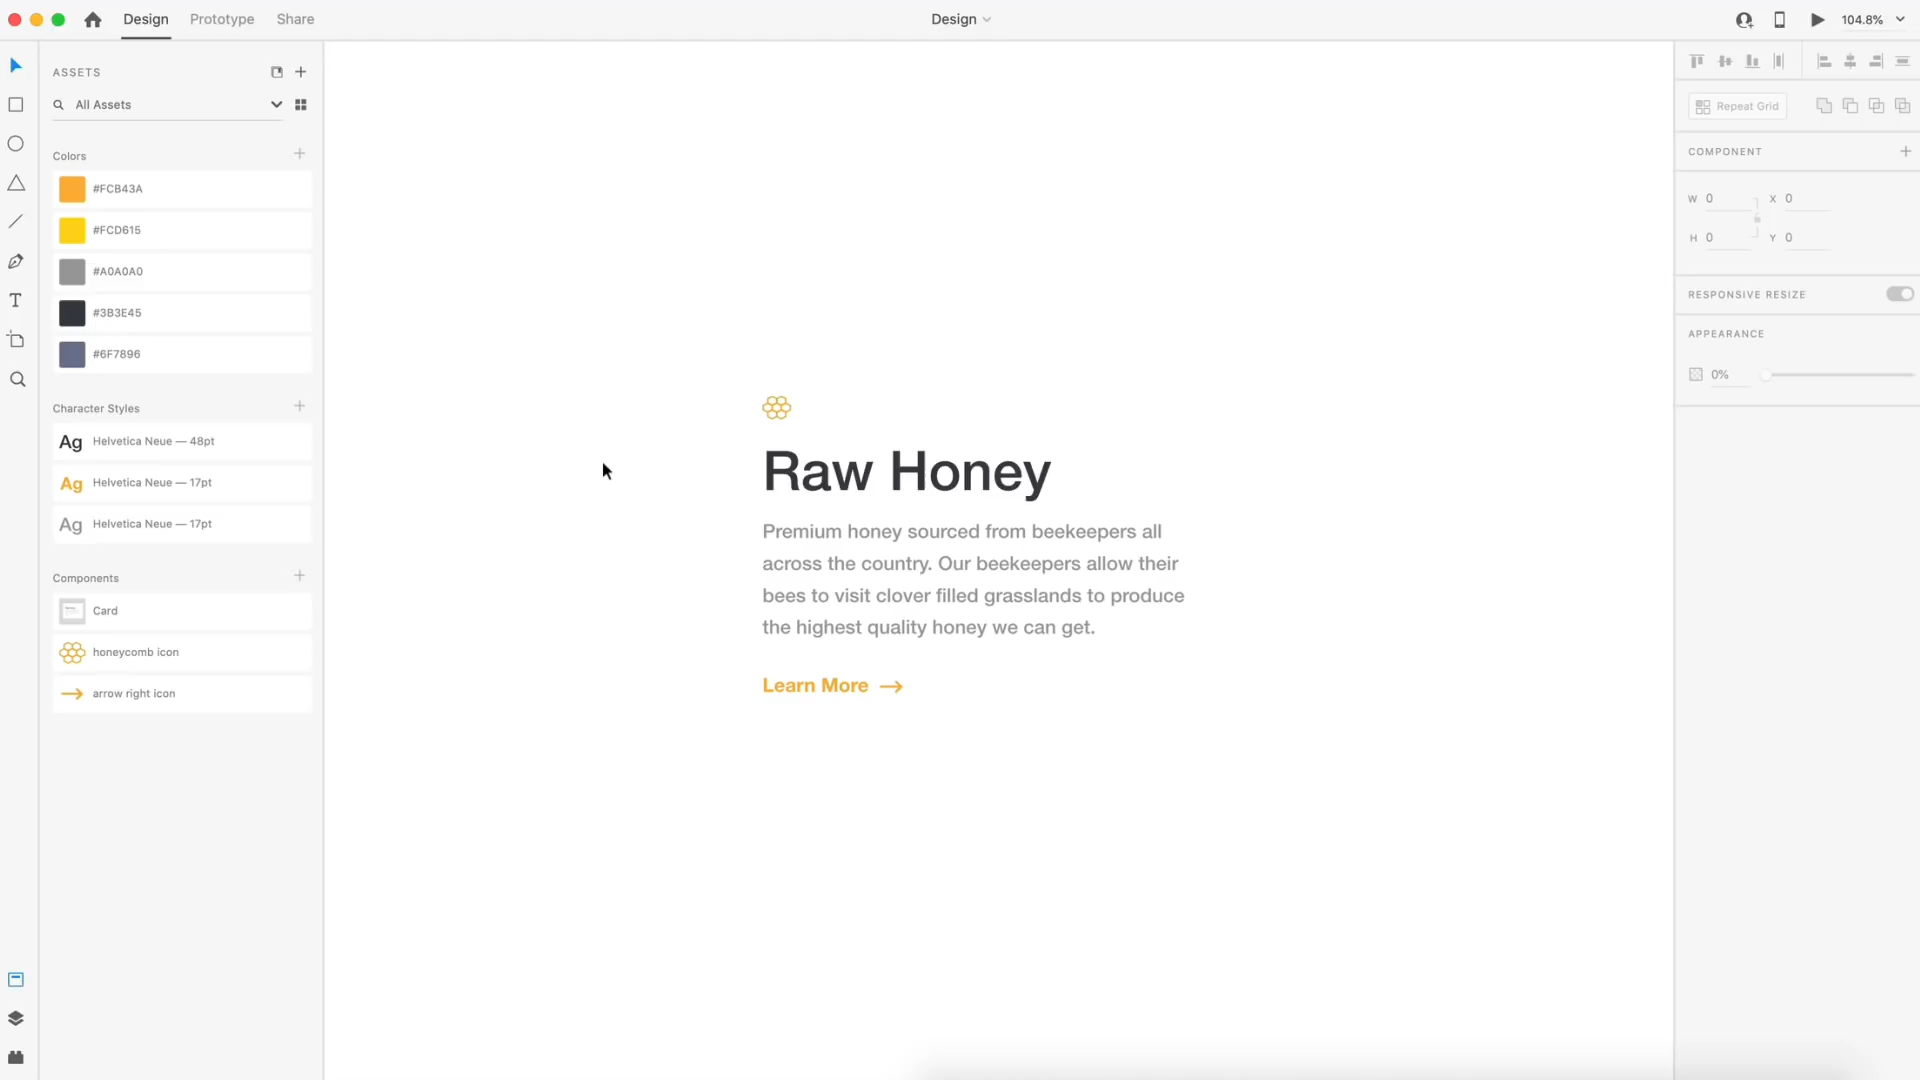 Design
Prototype
Share
Design
104.8%
ASSETS
All Assets
Colors
#FCB43A
#FCD615
#A0A0A0
#3B3E45
#6F7896
Character Styles
Ag Helvetica Neue — 48pt
Ag Helvetica Neue — 17pt
Ag Helvetica Neue — 17pt
Components
Card
honeycomb icon
arrow right icon
Raw Honey
Premium honey sourced from beekeepers all
across the country. Our beekeepers allow their
bees to visit clover filled grasslands to produce
the highest quality honey we can get.
Learn More
Repeat Grid
COMPONENT
W 0 X 0
H 0 Y 0
RESPONSIVE RESIZE
APPEARANCE
0%